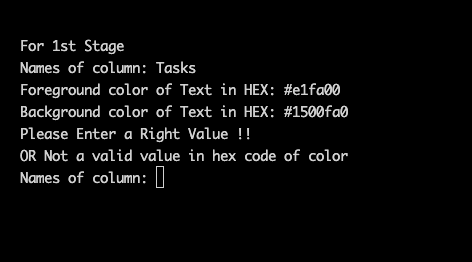 For 1st Stage
Names of column: Tasks
Foreground color of Text in HEX: #e1fa00
Background color of Text in HEX: #1500fa0
Please Enter a Right Value !!
OR Not a valid value in hex code of color
Names of column: